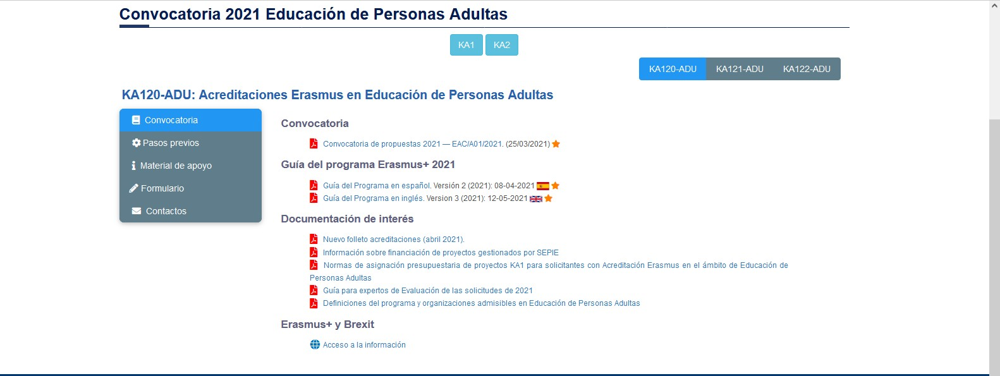 Convocatoria 2021 Educación de Personas Adultas
KA1 KA2
KA120-ADU KA121-ADU KA122-ADU
KA120-ADU: Acreditaciones Erasmus en Educación de Personas Adultas
Convocatoria
Pasos previos
Material de apoyo
Formulario
Contactos
Convocatoria
Convocatoria de propuestas 2021 — EAC/A01/2021. (25/03/2021)
Guía del programa Erasmus+ 2021
Guía del Programa en español. Versión 2 (2021): 08-04-2021
Guía del Programa en inglés. Version 3 (2021): 12-05-2021
Documentación de interés
Nuevo folleto acreditaciones (abril 2021).
Información sobre financiación de proyectos gestionados por SEPIE
Normas de asignación presupuestaria de proyectos KA1 para solicitantes con Acreditación Erasmus en el ámbito de Educación de
Personas Adultas
Guía para expertos de Evaluación de las solicitudes de 2021
Definiciones del programa y organizaciones admisibles en Educación de Personas Adultas
Erasmus+ y Brexit
Acceso a la información